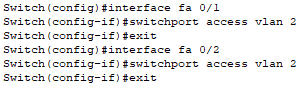 Switch(config)#interface fa 0/1
Switch(config-if)#switchport access vlan 2
Switch(config-if)#exit
Switch(config)#interface fa 0/2
Switch(config-if)#switchport access vlan 2
Switch(config-if)#exit